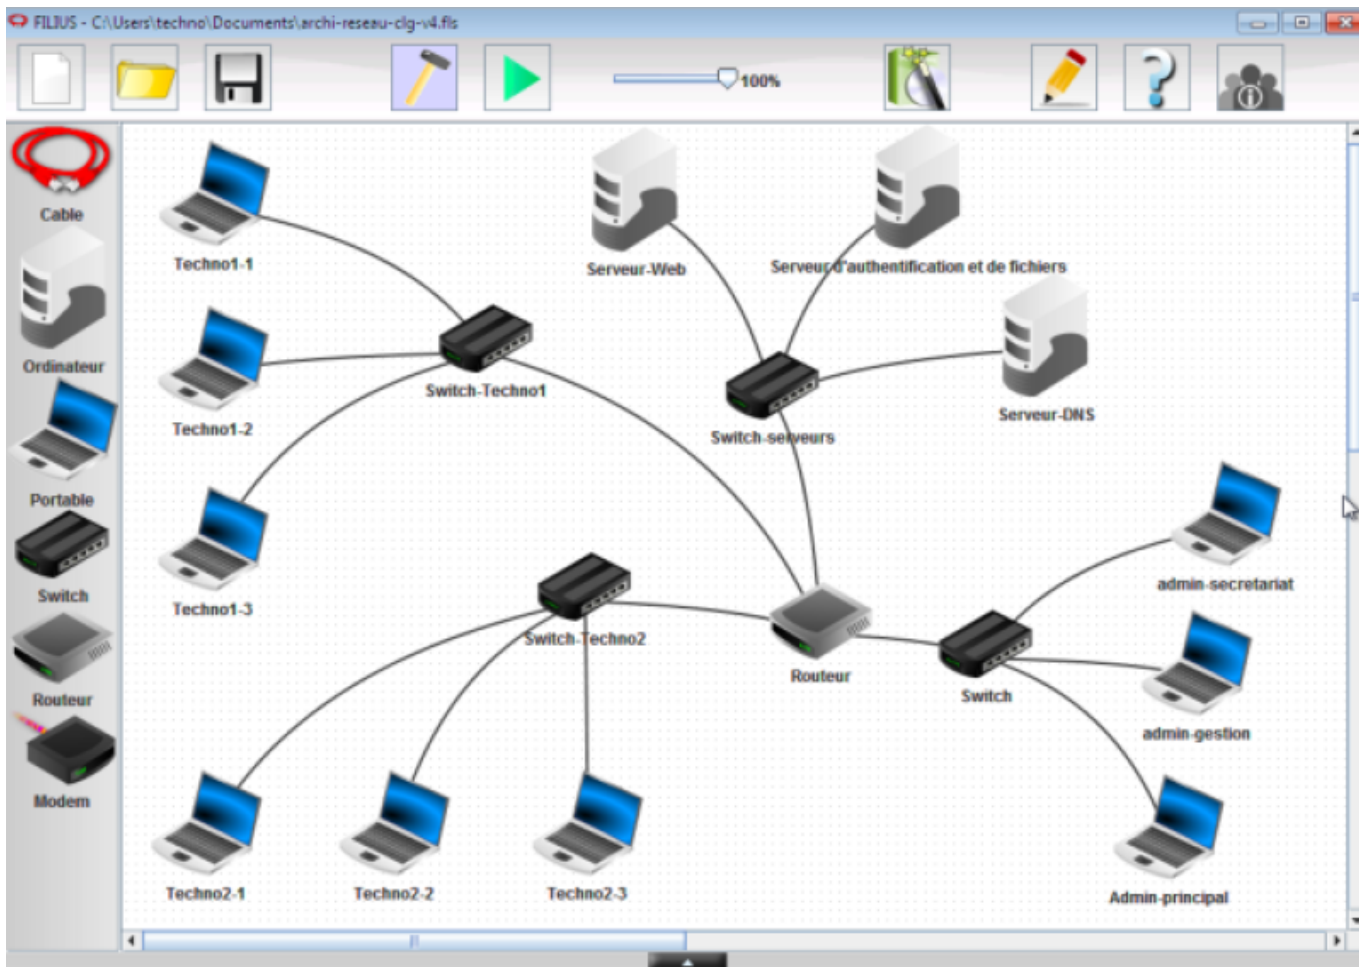 FILIUS - C:\Users\techno\Documents\archi-reseau-clg-v4.fls
100%
Cable
Ordinateur
Portable
Switch
Routeur
Modem
Techno1-1
Serveur-Web
Serveur d'authentification et de fichiers
Techno1-2
Switch-Techno1
Switch-serveurs
Serveur-DNS
Techno1-3
Switch-Techno2
Routeur
Switch
admin-secretariat
admin-gestion
Admin-principal
Techno2-1
Techno2-2
Techno2-3